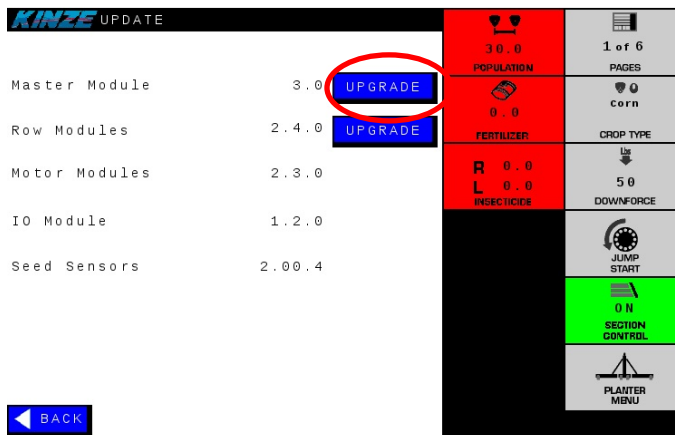 KINZE UPDATE
Master Module 3.0 UPGRADE
Row Modules 2.4.0 UPGRADE
Motor Modules 2.3.0
IO Module 1.2.0
Seed Sensors 2.00.4
BACK
30.0
POPULATION
0.0
FERTILIZER
R 0.0
L 0.0
INSECTICIDE
1 of 6
PAGES
Corn
CROP TYPE
Lbs
50
DOWNFORCE
JUMP
START
ON
SECTION
CONTROL
PLANTER
MENU